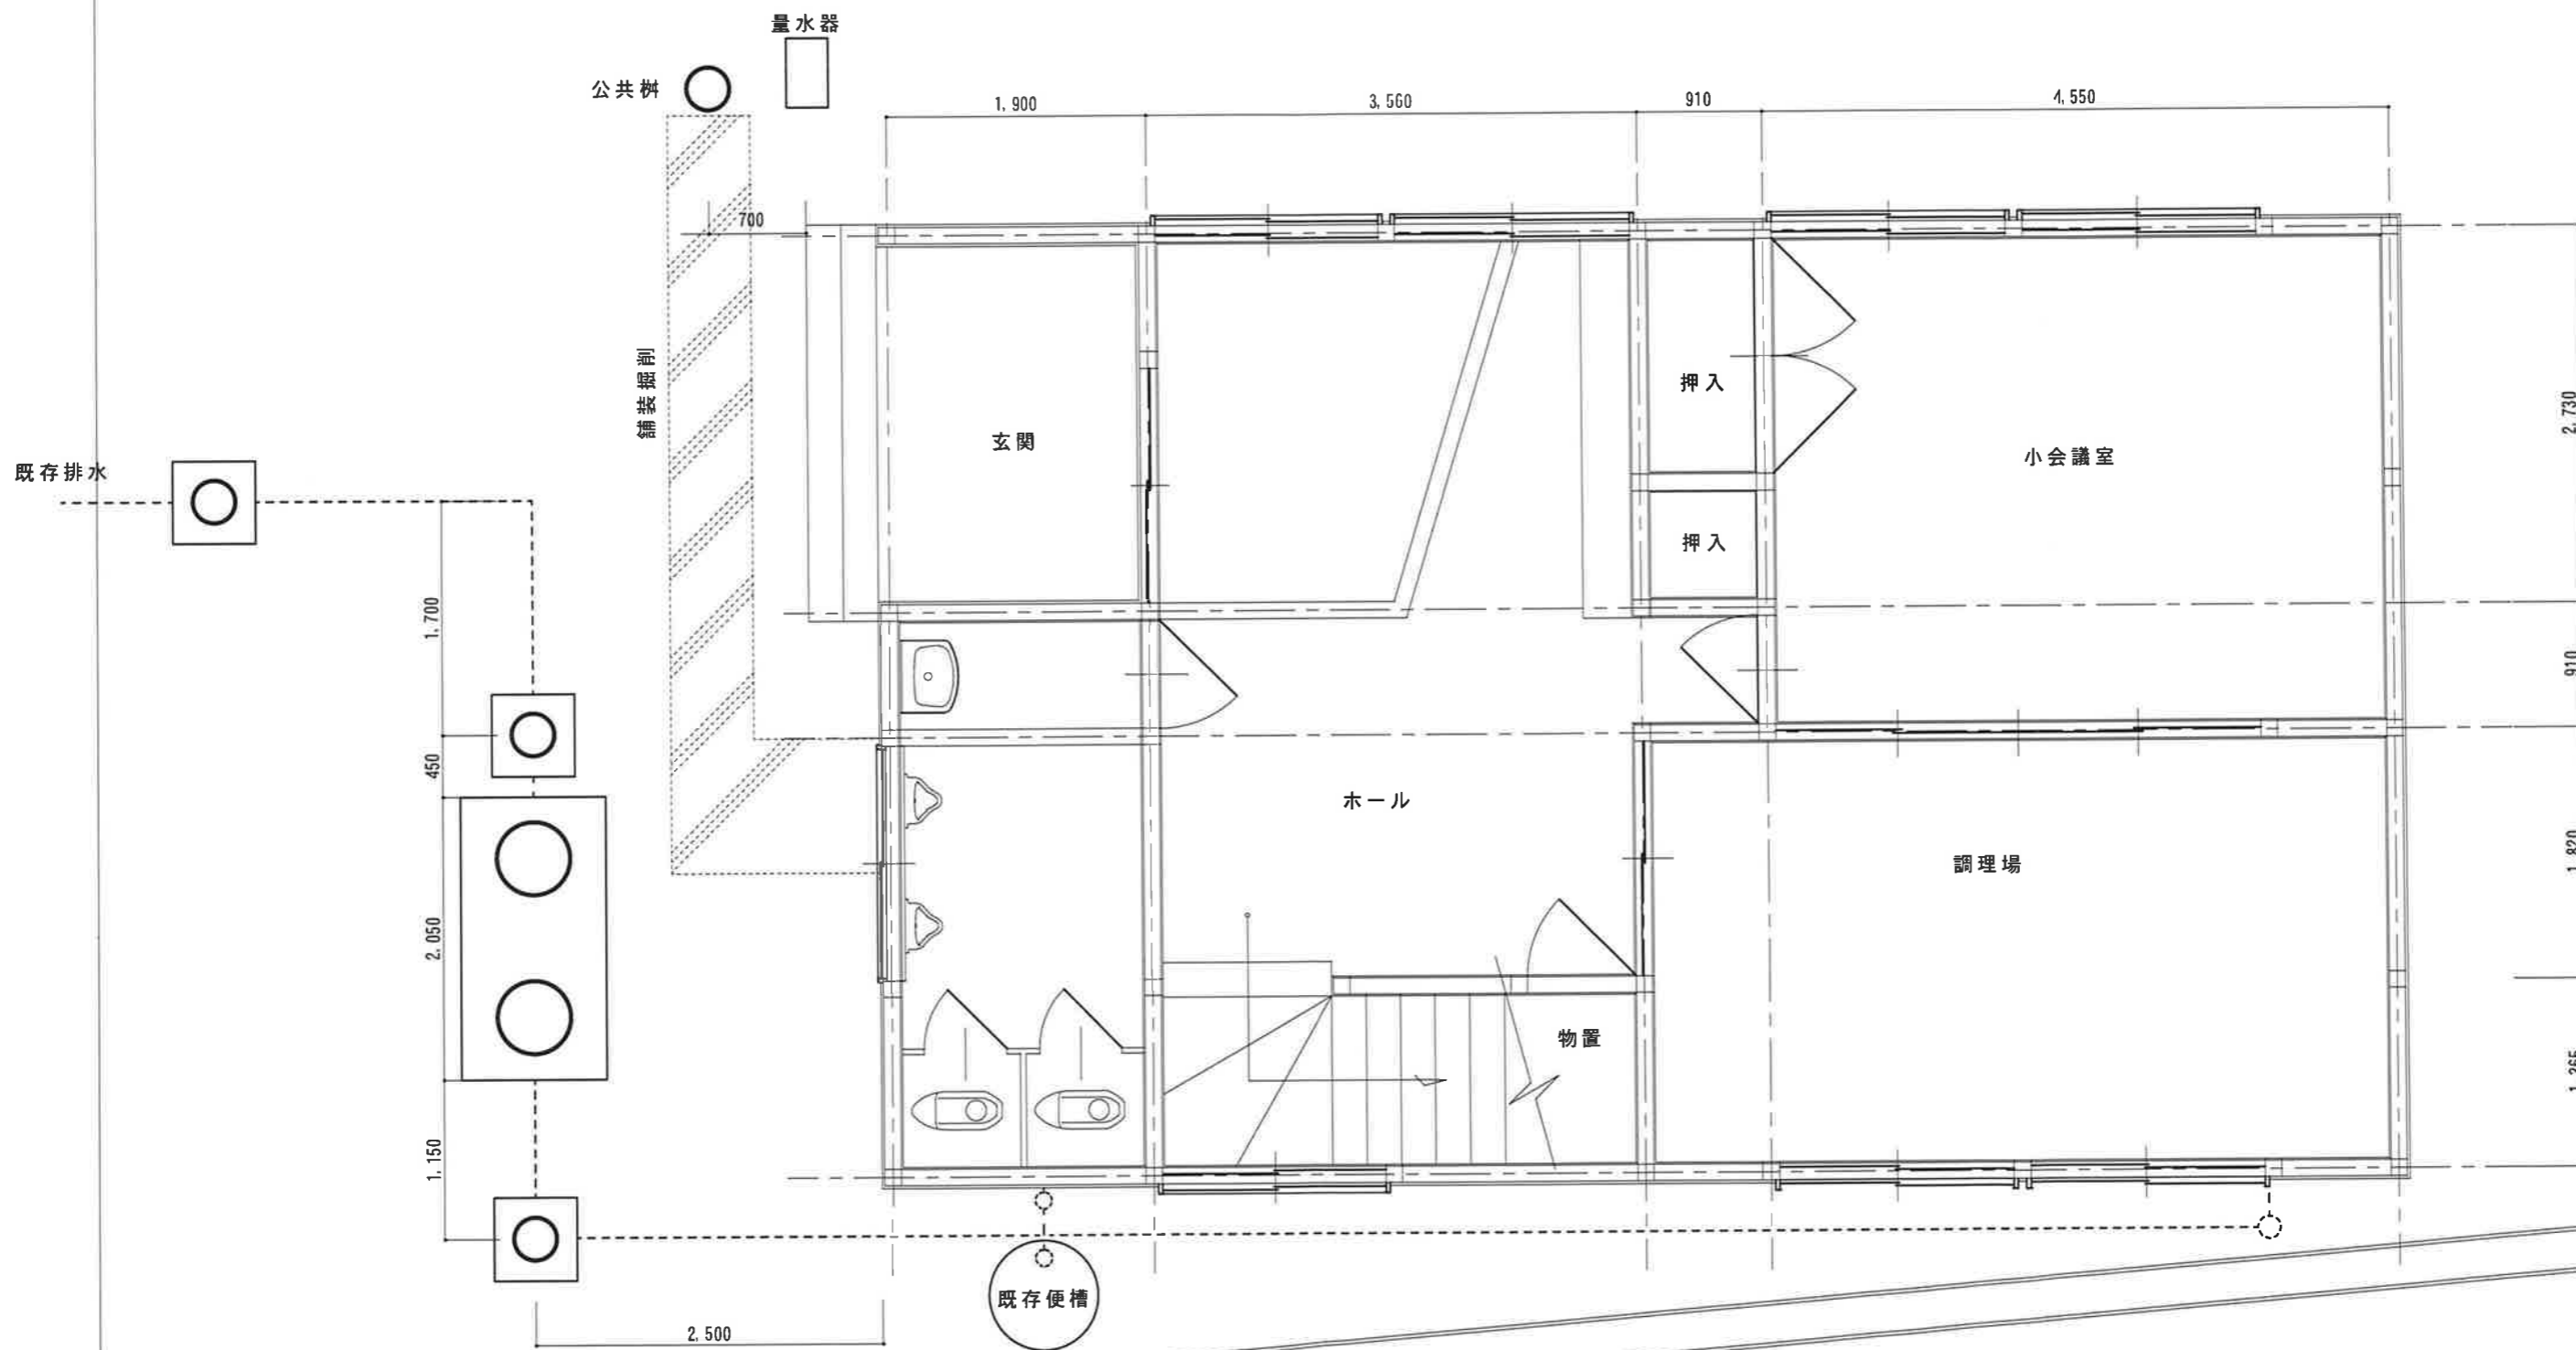 量水器
公共桝
1,900
3,560
910
4,550
700
舗装掘削
2,730
玄関
押入
小会議室
既存排水
押入
1,700
910
450
ホール
調理場
1,820
2,050
物置
1,150
1,365
既存便槽
2,500